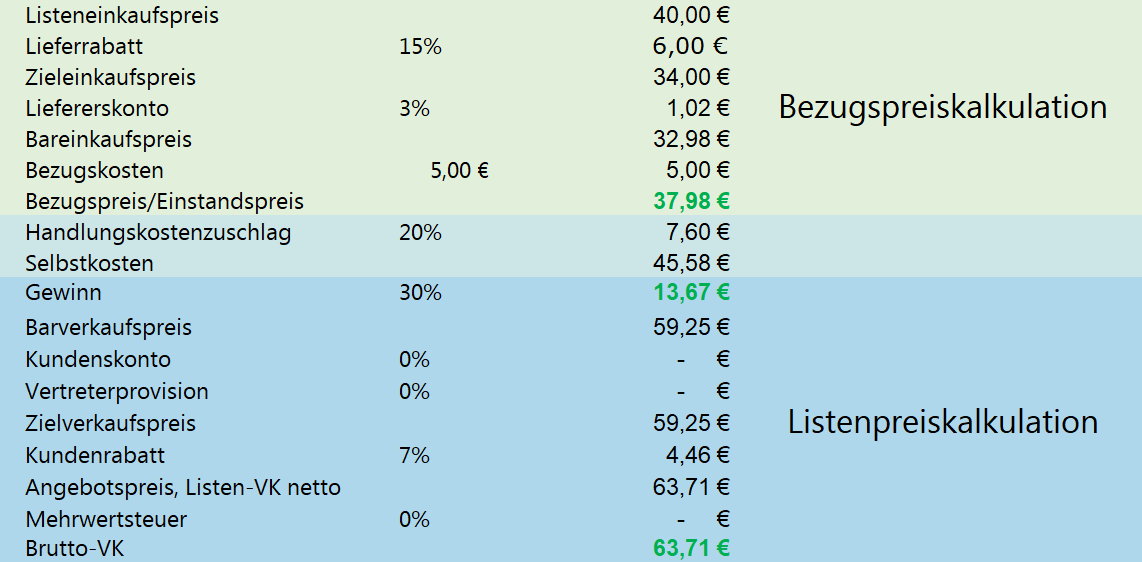 Listeneinkaufspreis 40,00 €
Lieferrabatt 15% 6,00 €
Zieleinkaufspreis 34,00 €
Liefererskonto 3% 1,02 €
Bezugspreiskalkulation
Bareinkaufspreis 32,98 €
Bezugskosten 5,00 € 5,00 €
Bezugspreis/Einstandspreis 37,98 €
Handlungskostenzuschlag 20% 7,60 €
Selbstkosten 45,58 €
Gewinn 30% 13,67 €
Barverkaufspreis 59,25 €
Kundenskonto 0% - €
Vertreterprovision 0% - €
Zielverkaufspreis 59,25 €
Listenpreiskalkulation
Kundenrabatt 7% 4,46 €
Angebotspreis, Listen-VK netto 63,71 €
Mehrwertsteuer 0% - €
Brutto-VK 63,71 €